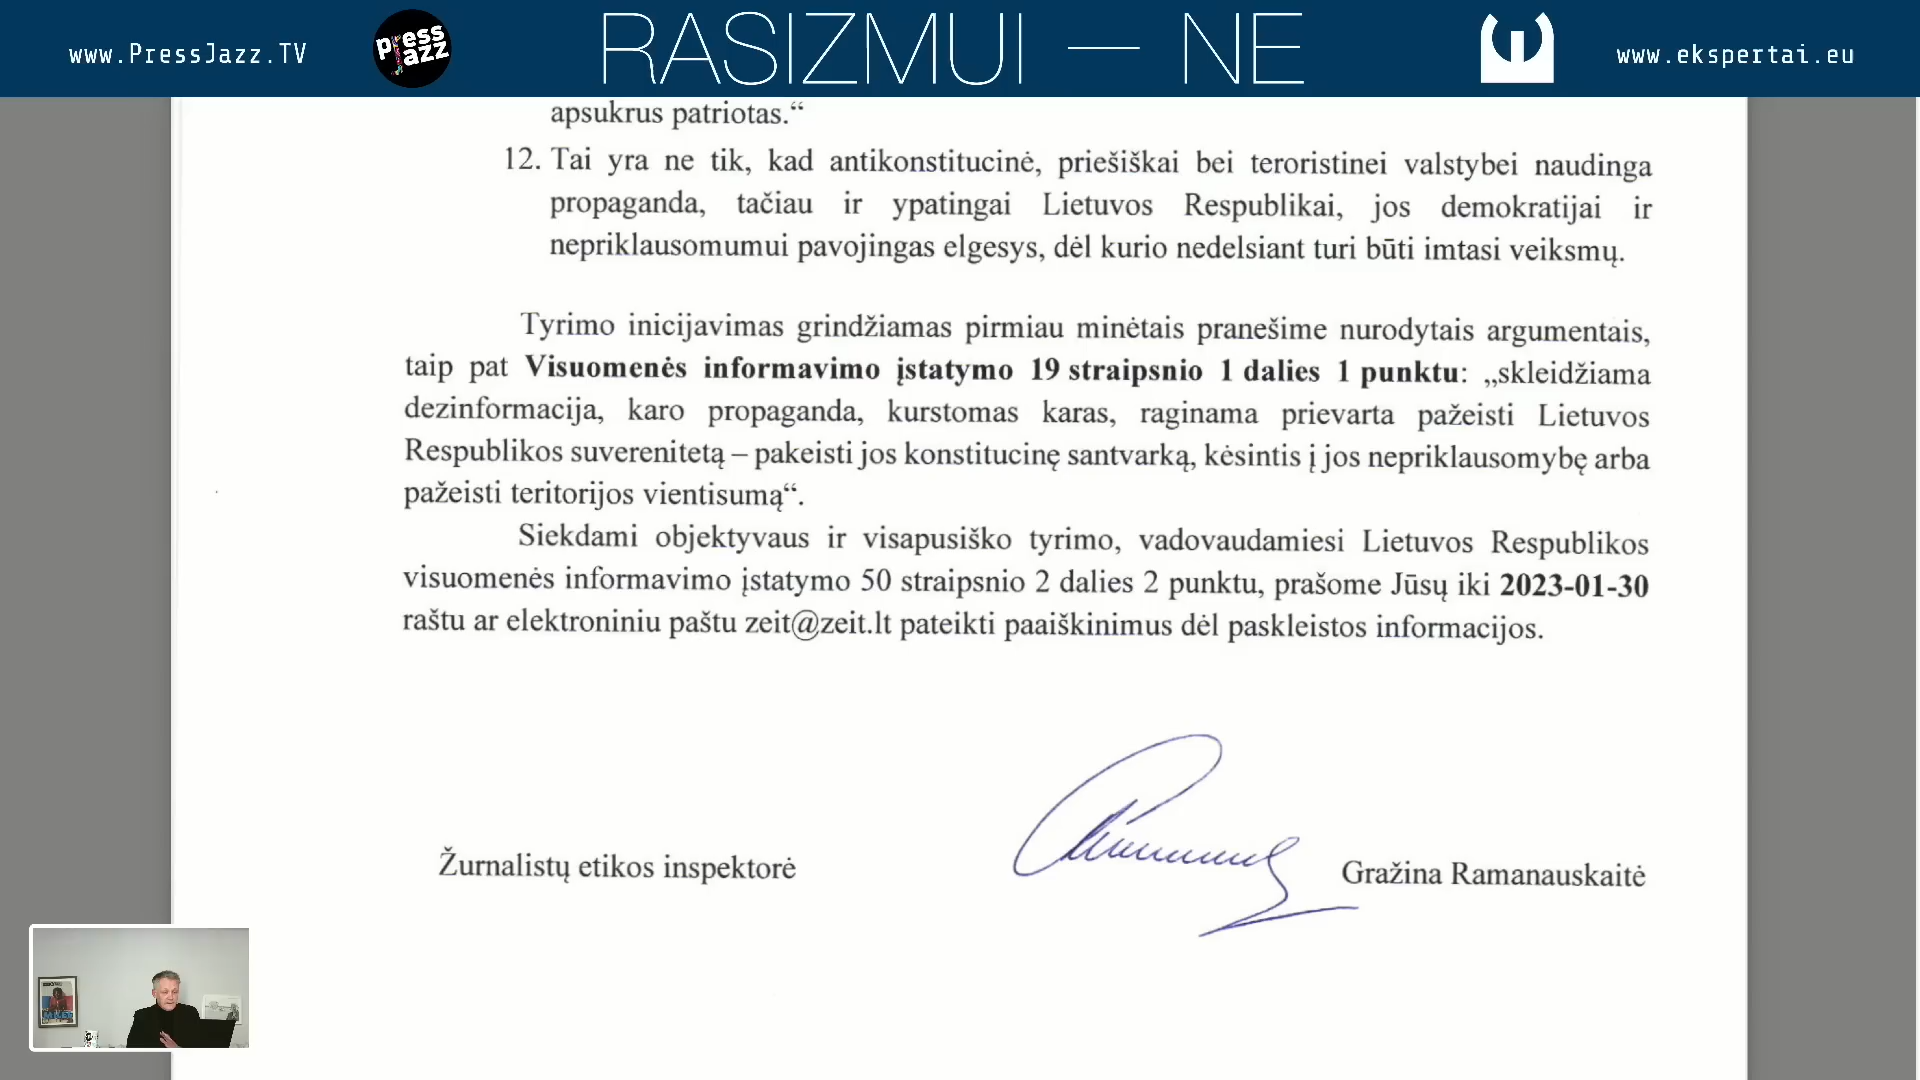 www.PressJazz.TV
press jazz
RASIZMUI — NE
www.ekspertai.eu
apsukrus patriotas.“
12. Tai yra ne tik, kad antikonstitucinė, priešiškai bei teroristinei valstybei naudinga
propaganda, tačiau ir ypatingai Lietuvos Respublikai, jos demokratijai ir
nepriklausomumui pavojingas elgesys, dėl kurio nedelsiant turi būti imtasi veiksmų.
Tyrimo inicijavimas grindžiamas pirmiau minėtais pranešime nurodytais argumentais,
taip pat Visuomenės informavimo įstatymo 19 straipsnio 1 dalies 1 punktu: „skleidžiama
dezinformacija, karo propaganda, kurstomas karas, raginama prievarta pažeisti Lietuvos
Respublikos suverenitetą – pakeisti jos konstitucinę santvarką, kėsintis į jos nepriklausomybę arba
pažeisti teritorijos vientisumą“.
Siekdami objektyvaus ir visapusiško tyrimo, vadovaudamiesi Lietuvos Respublikos
visuomenės informavimo įstatymo 50 straipsnio 2 dalies 2 punktu, prašome Jūsų iki 2023-01-30
raštu ar elektroniniu paštu zeit@zeit.lt pateikti paaiškinimus dėl paskleistos informacijos.
Žurnalistų etikos inspektorė
Gražina Ramanauskaitė